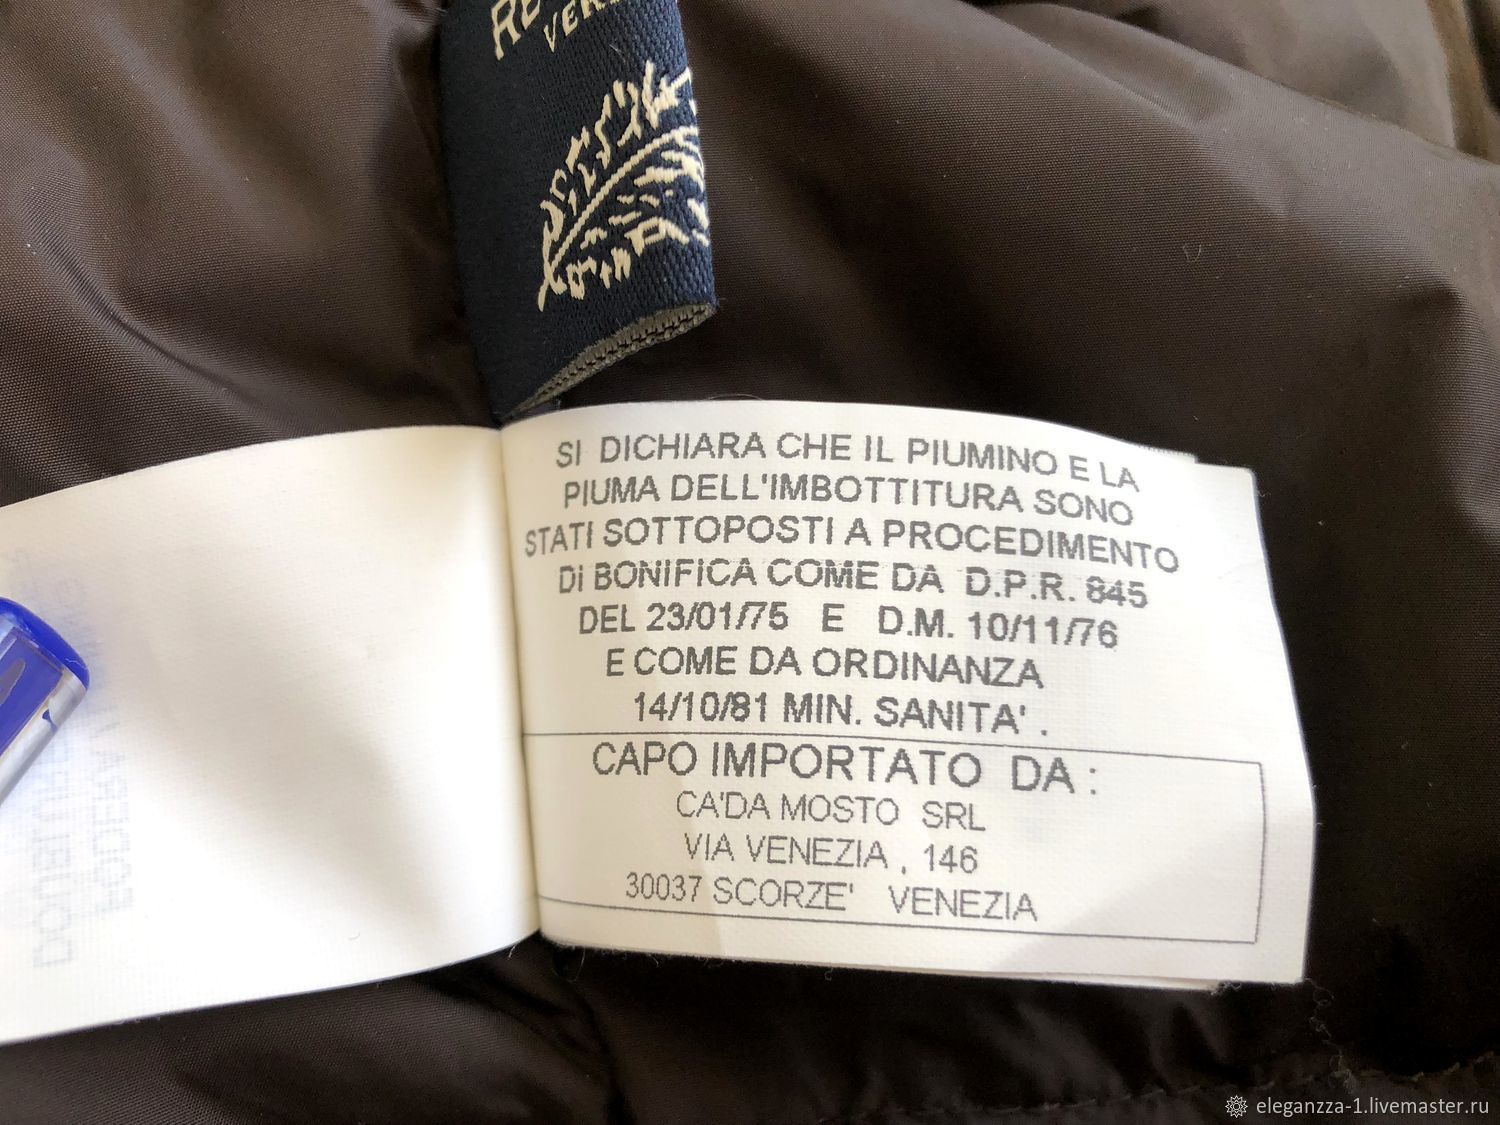 SI DICHIARA CHE IL PIUMINO E LA
PIUMA DELL'IMBOTTITURA SONO
STATI SOTTOPOSTI A PROCEDIMENTO
Di BONIFICA COME DA D.P.R. 845
DEL 23/01/75 E D.M. 10/11/76
E COME DA ORDINANZA
14/10/81 MIN. SANITA' .
CAPO IMPORTATO DA :
CA'DA MOSTO SRL
VIA VENEZIA , 146
30037 SCORZE' VENEZIA
eleganzza-1.livemaster.ru